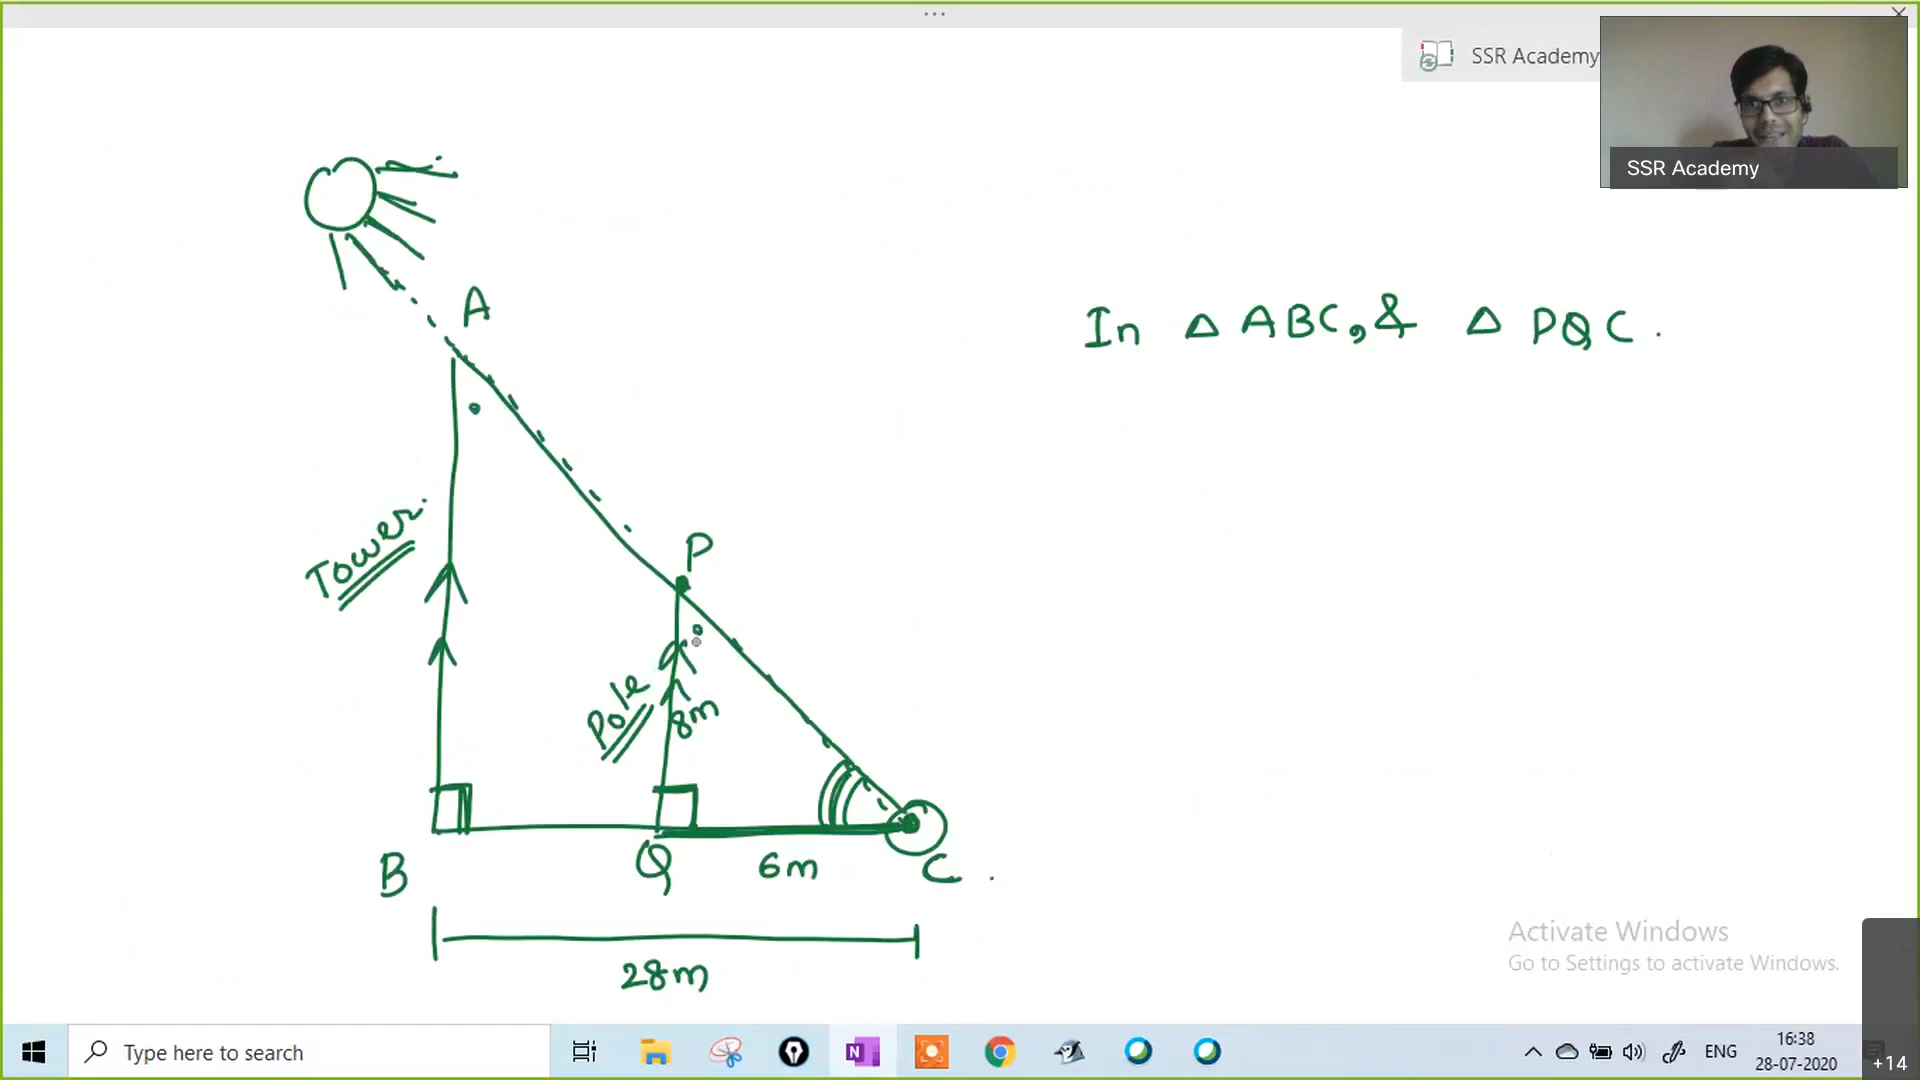 ...
SSR Academy
SSR Academy
A
In △ ABC, & △ PQC.
Tower.
P
Pole
8m
B
Q
6m
C.
28m
Activate Windows
Go to Settings to activate Windows.
Type here to search
N
ENG
16:38
28-07-2020
+14